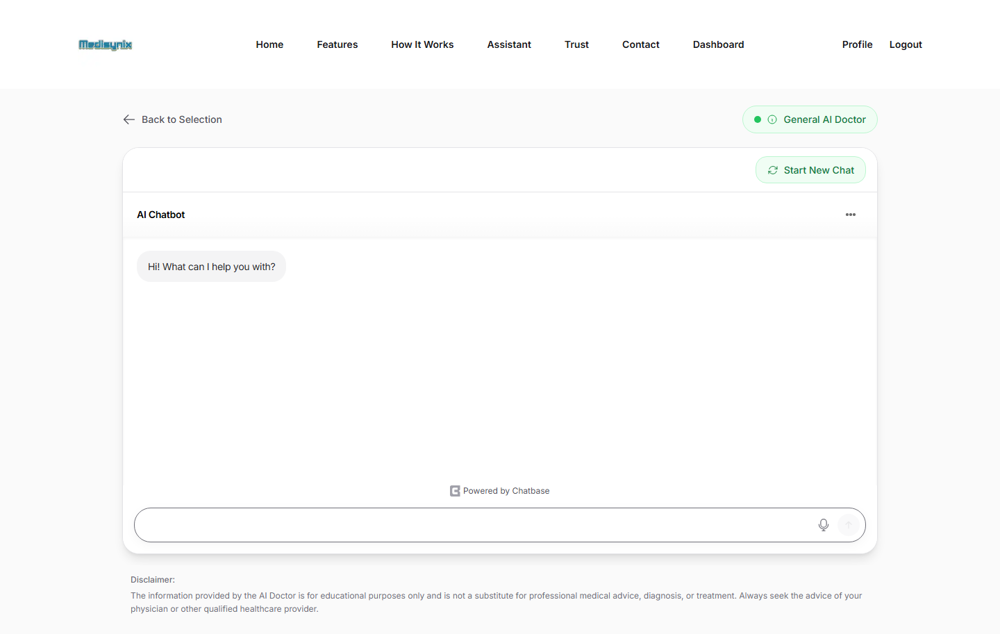 Medisynix
Home Features How It Works Assistant Trust Contact Dashboard Profile Logout
Back to Selection
General AI Doctor
Start New Chat
AI Chatbot
Hi! What can I help you with?
Powered by Chatbase
Disclaimer:
The information provided by the AI Doctor is for educational purposes only and is not a substitute for professional medical advice, diagnosis, or treatment. Always seek the advice of your
physician or other qualified healthcare provider.